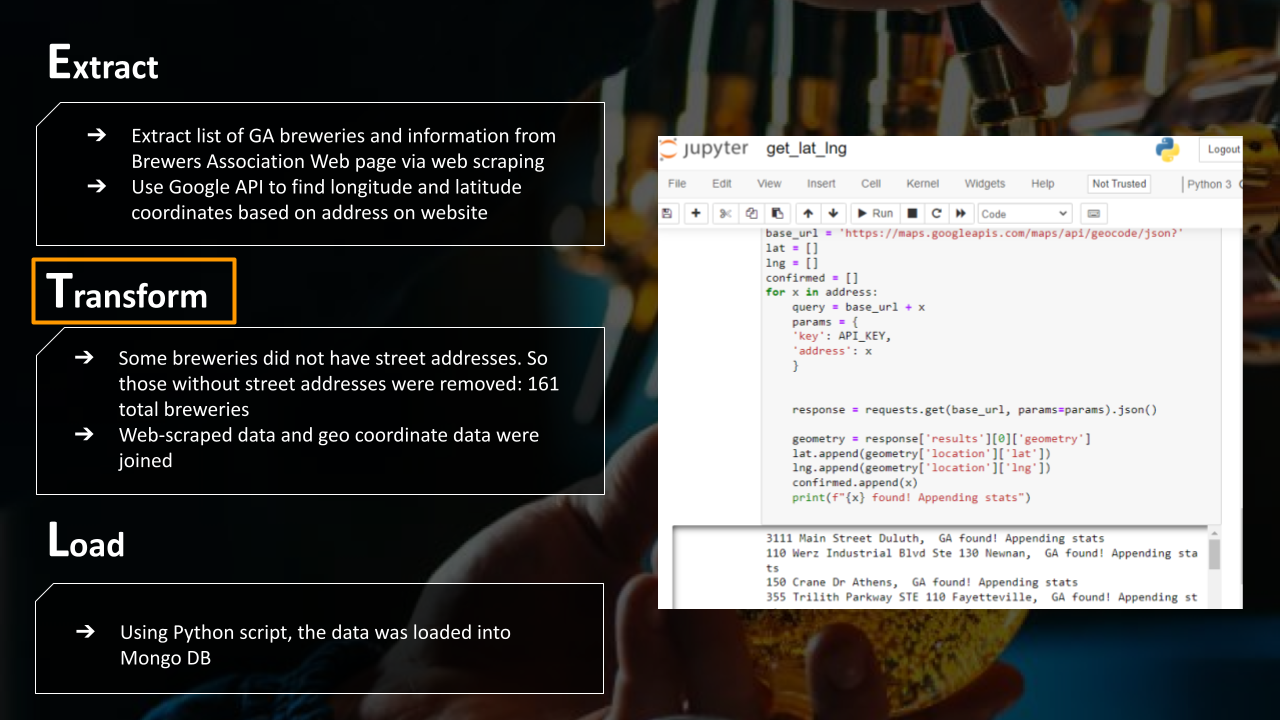 Extract
➔ Extract list of GA breweries and information from
Brewers Association Web page via web scraping
➔ Use Google API to find longitude and latitude
coordinates based on address on website
Transform
➔ Some breweries did not have street addresses. So
those without street addresses were removed: 161
total breweries
➔ Web-scraped data and geo coordinate data were
joined
Load
➔ Using Python script, the data was loaded into
Mongo DB
jupyter get_lat_lng
Logout
File Edit View Insert Cell Kernel Widgets Help Not Trusted Python 3
Run Code
base_url = 'https://maps.googleapis.com/maps/api/geocode/json?'
lat = []
lng = []
confirmed = []
for x in address:
query = base_url + x
params = {
'key': API_KEY,
'address': x
}
response = requests.get(base_url, params=params).json()
geometry = response['results'][0]['geometry']
lat.append(geometry['location']['lat'])
lng.append(geometry['location']['lng'])
confirmed.append(x)
print(f"{x} found! Appending stats")
3111 Main Street Duluth, GA found! Appending stats
110 Werz Industrial Blvd Ste 130 Newnan, GA found! Appending sta
ts
150 Crane Dr Athens, GA found! Appending stats
355 Trilith Parkway STE 110 Fayetteville, GA found! Appending st